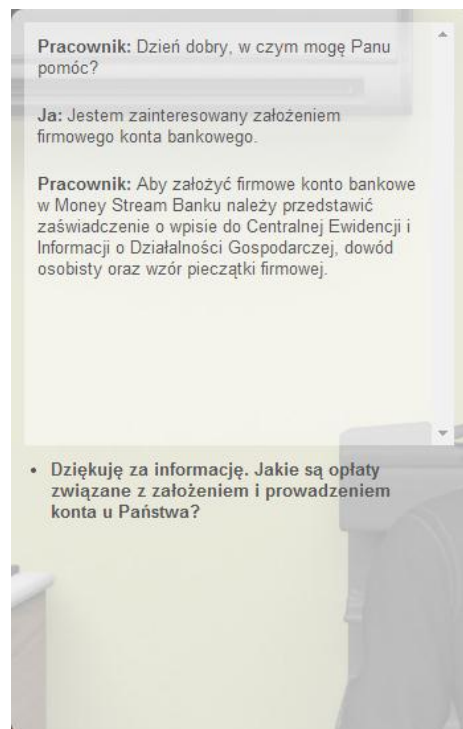 Pracownik: Dzień dobry, w czym mogę Panu
pomóc?
Ja: Jestem zainteresowany założeniem
firmowego konta bankowego.
Pracownik: Aby założyć firmowe konto bankowe
w Money Stream Banku należy przedstawić
zaświadczenie o wpisie do Centralnej Ewidencji i
Informacji o Działalności Gospodarczej, dowód
osobisty oraz wzór pieczątki firmowej.
• Dziękuję za informację. Jakie są opłaty
związane z założeniem i prowadzeniem
konta u Państwa?